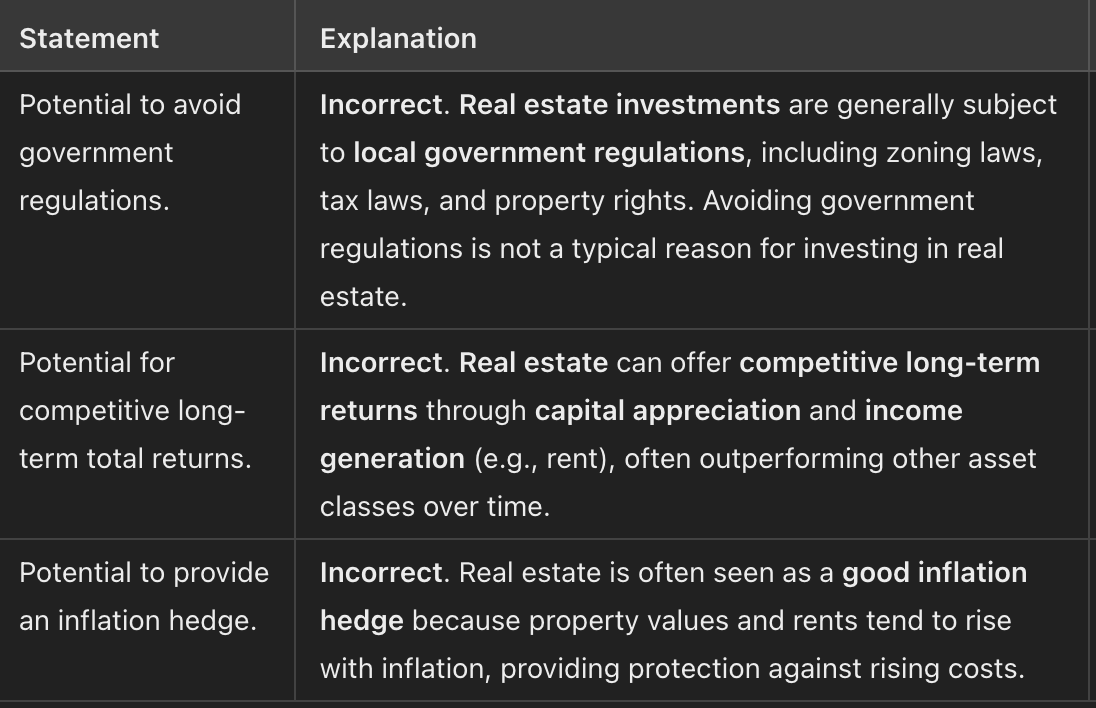 Statement
Explanation
Potential to avoid
government
regulations.
Incorrect. Real estate investments are generally subject
to local government regulations, including zoning laws,
tax laws, and property rights. Avoiding government
regulations is not a typical reason for investing in real
estate.
Potential for
competitive long-
term total returns.
Incorrect. Real estate can offer competitive long-term
returns through capital appreciation and income
generation (e.g., rent), often outperforming other asset
classes over time.
Potential to provide
an inflation hedge.
Incorrect. Real estate is often seen as a good inflation
hedge because property values and rents tend to rise
with inflation, providing protection against rising costs.